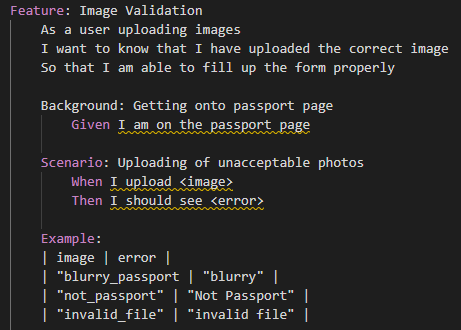 Feature: Image Validation
As a user uploading images
I want to know that I have uploaded the correct image
So that I am able to fill up the form properly
Background: Getting onto passport page
Given I am on the passport page
Scenario: Uploading of unacceptable photos
When I upload <image>
Then I should see <error>
Example:
| image | error |
| "blurry_passport | "blurry" |
| "not_passport" | "Not Passport" |
| "invalid_file" | "invalid file" |